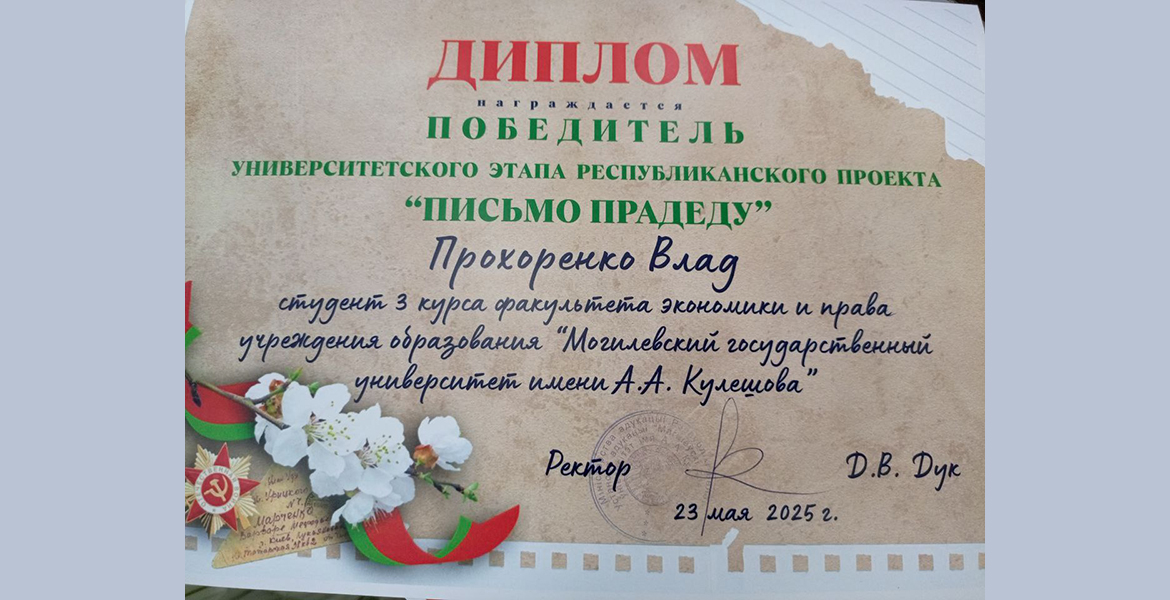 ДИПЛОМ
награждается
ПОБЕДИТЕЛЬ
УНИВЕРСИТЕТСКОГО ЭТАПА РЕСПУБЛИКАНСКОГО ПРОЕКТА
“ПИСЬМО ПРАДЕДУ”
Прохоренко Влад
студент 3 курса факультета экономики и права
учреждения образования “Могилевский государственный
университет имени А.А. Кулешова”
Ректор Д.В. Дук
23 мая 2025 г.
Марченко